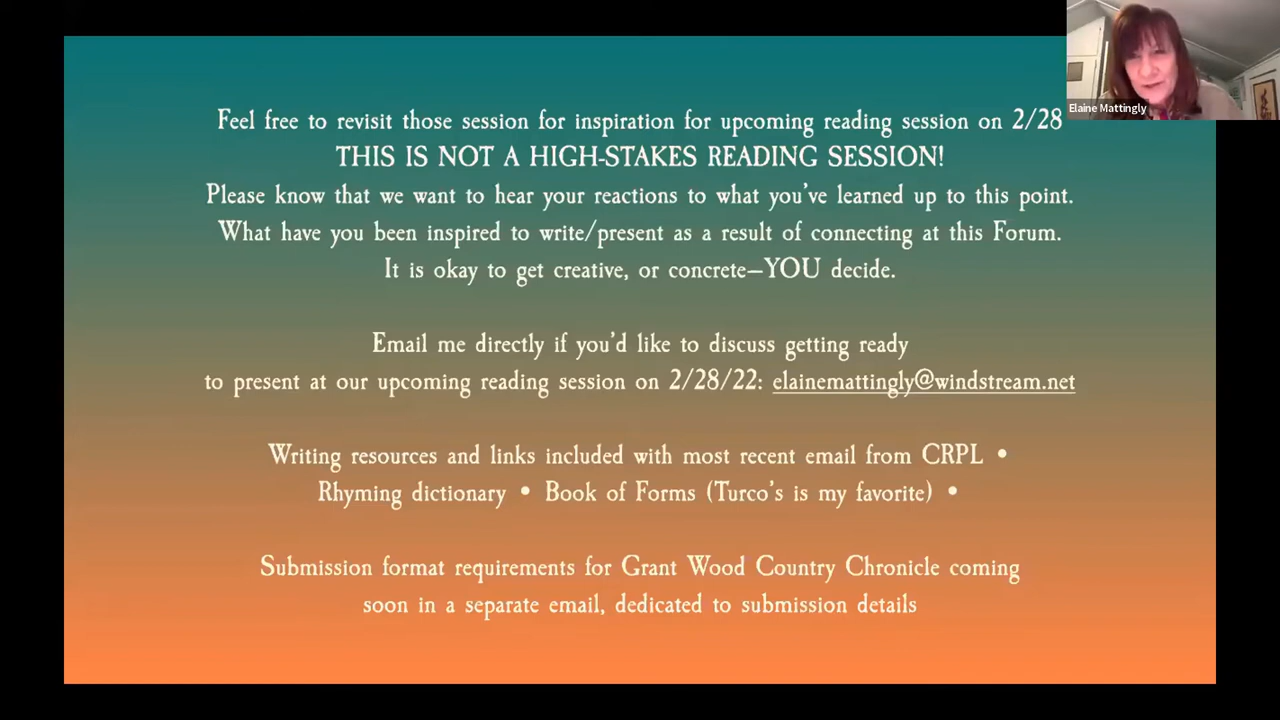 Elaine Mattingly
Feel free to revisit those session for inspiration for upcoming reading session on 2/28
THIS IS NOT A HIGH-STAKES READING SESSION!
Please know that we want to hear your reactions to what you've learned up to this point.
What have you been inspired to write/present as a result of connecting at this Forum.
It is okay to get creative, or concrete—YOU decide.
Email me directly if you'd like to discuss getting ready
to present at our upcoming reading session on 2/28/22: elainemattingly@windstream.net
Writing resources and links included with most recent email from CRPL •
Rhyming dictionary • Book of Forms (Turco's is my favorite) •
Submission format requirements for Grant Wood Country Chronicle coming
soon in a separate email, dedicated to submission details